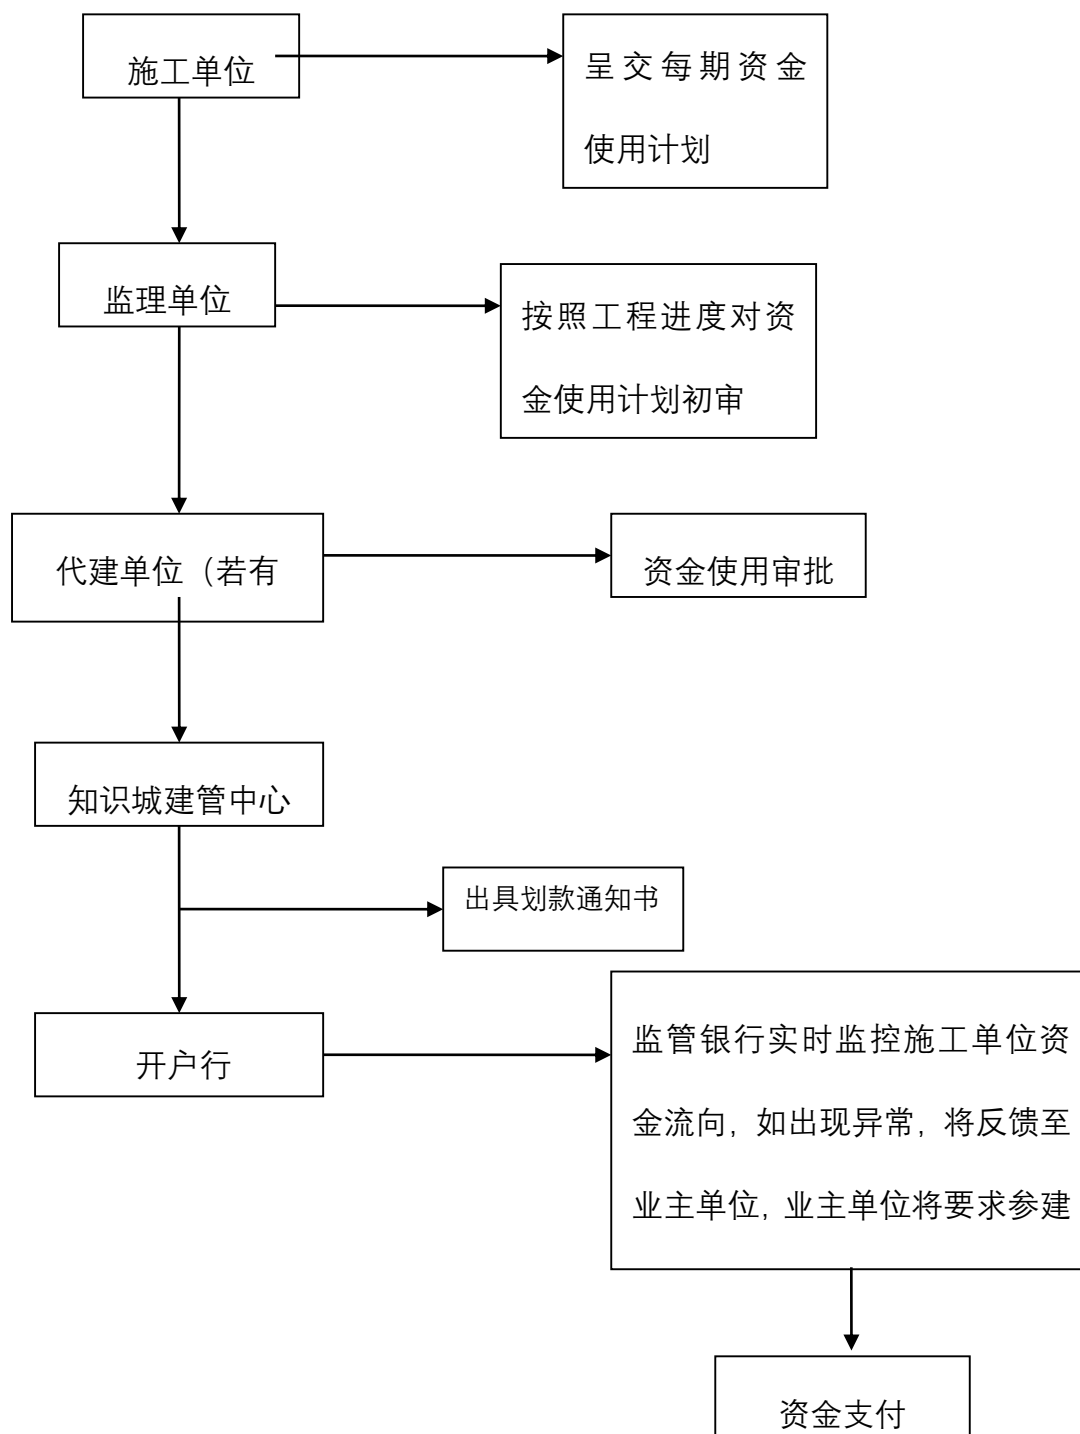 施工单位
呈交每期资金
使用计划
监理单位
按照工程进度对资
金使用计划初审
代建单位（若有
资金使用审批
知识城建管中心
出具划款通知书
开户行
监管银行实时监控施工单位资
金流向，如出现异常，将反馈至
业主单位，业主单位将要求参建
资金支付